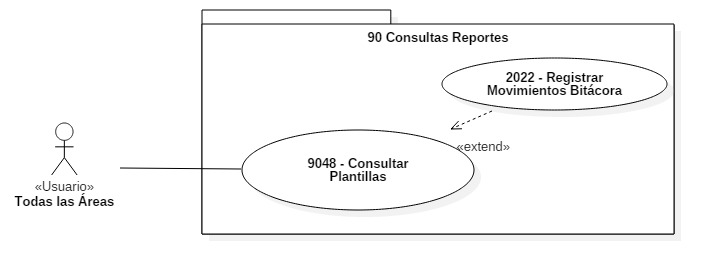 90 Consultas Reportes
2022 - Registrar
Movimientos Bitácora
«extend»
9048 - Consultar
Plantillas
«Usuario»
Todas las Áreas